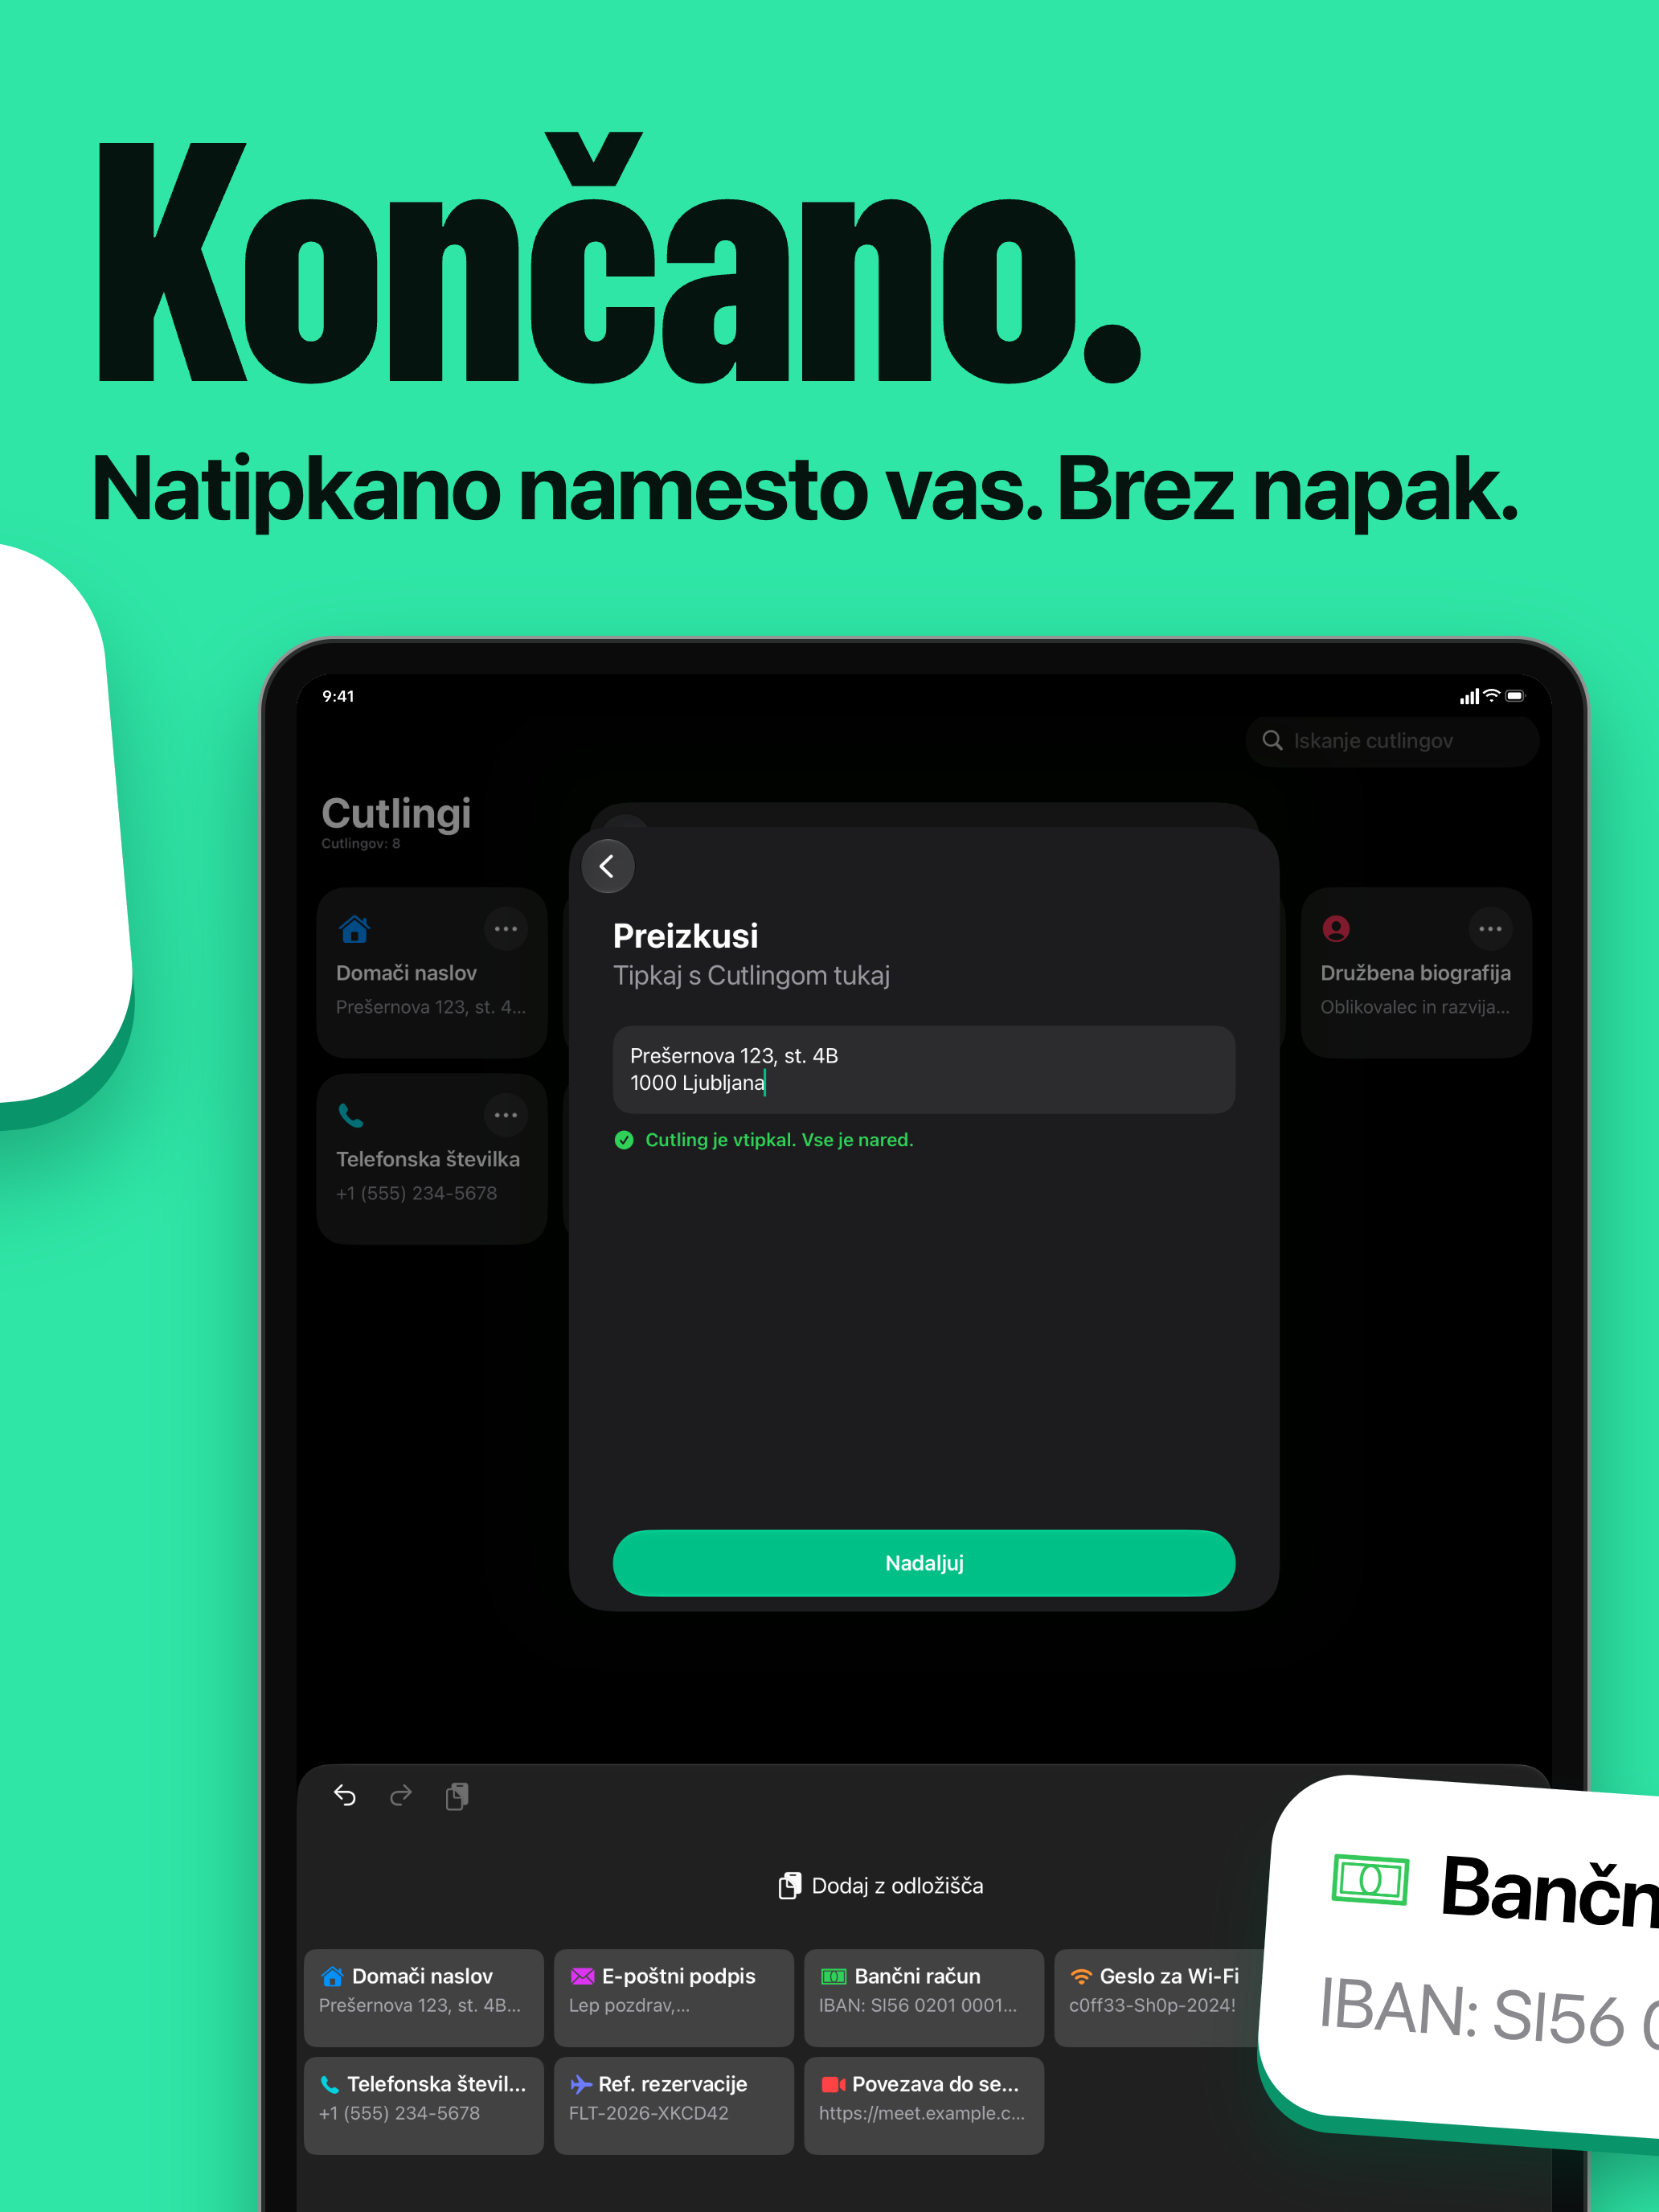 Končano.
Natipkano namesto vas. Brez napak.
9:41
Iskanje cutlingov
Cutlingi
Cutlingov: 8
Domači naslov
Prešernova 123, st. 4...
Družbena biografija
Oblikovalec in razvija...
Telefonska številka
+1 (555) 234-5678
Preizkusi
Tipkaj s Cutlingom tukaj
Prešernova 123, st. 4B
1000 Ljubljana
Cutling je vtipkal. Vse je nared.
Nadaljuj
Dodaj z odložišča
Domači naslov
Prešernova 123, st. 4B...
E-poštni podpis
Lep pozdrav,...
Bančni račun
IBAN: SI56 0201 0001...
Geslo za Wi-Fi
c0ff33-Sh0p-2024!
Telefonska števil...
+1 (555) 234-5678
Ref. rezervacije
FLT-2026-XKCD42
Povezava do se...
https://meet.example.c...
Bančn
IBAN: SI56 0